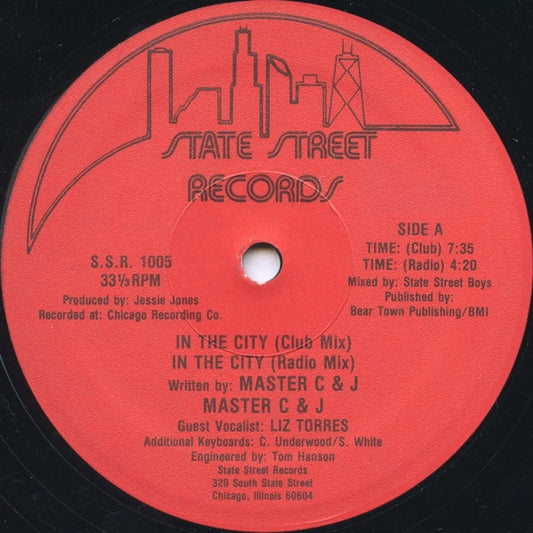 STATE STREET
RECORDS
S.S.R. 1005
33⅓ RPM
Produced by: Jessie Jones
Recorded at: Chicago Recording Co.
SIDE A
TIME: (Club) 7:35
TIME: (Radio) 4:20
Mixed by: State Street Boys
Published by:
Bear Town Publishing/BMI
IN THE CITY (Club Mix)
IN THE CITY (Radio Mix)
Written by: MASTER C & J
MASTER C & J
Guest Vocalist: LIZ TORRES
Additional Keyboards: C. Underwood/S. White
Engineered by: Tom Hanson
State Street Records
320 South State Street
Chicago, Illinois 60604